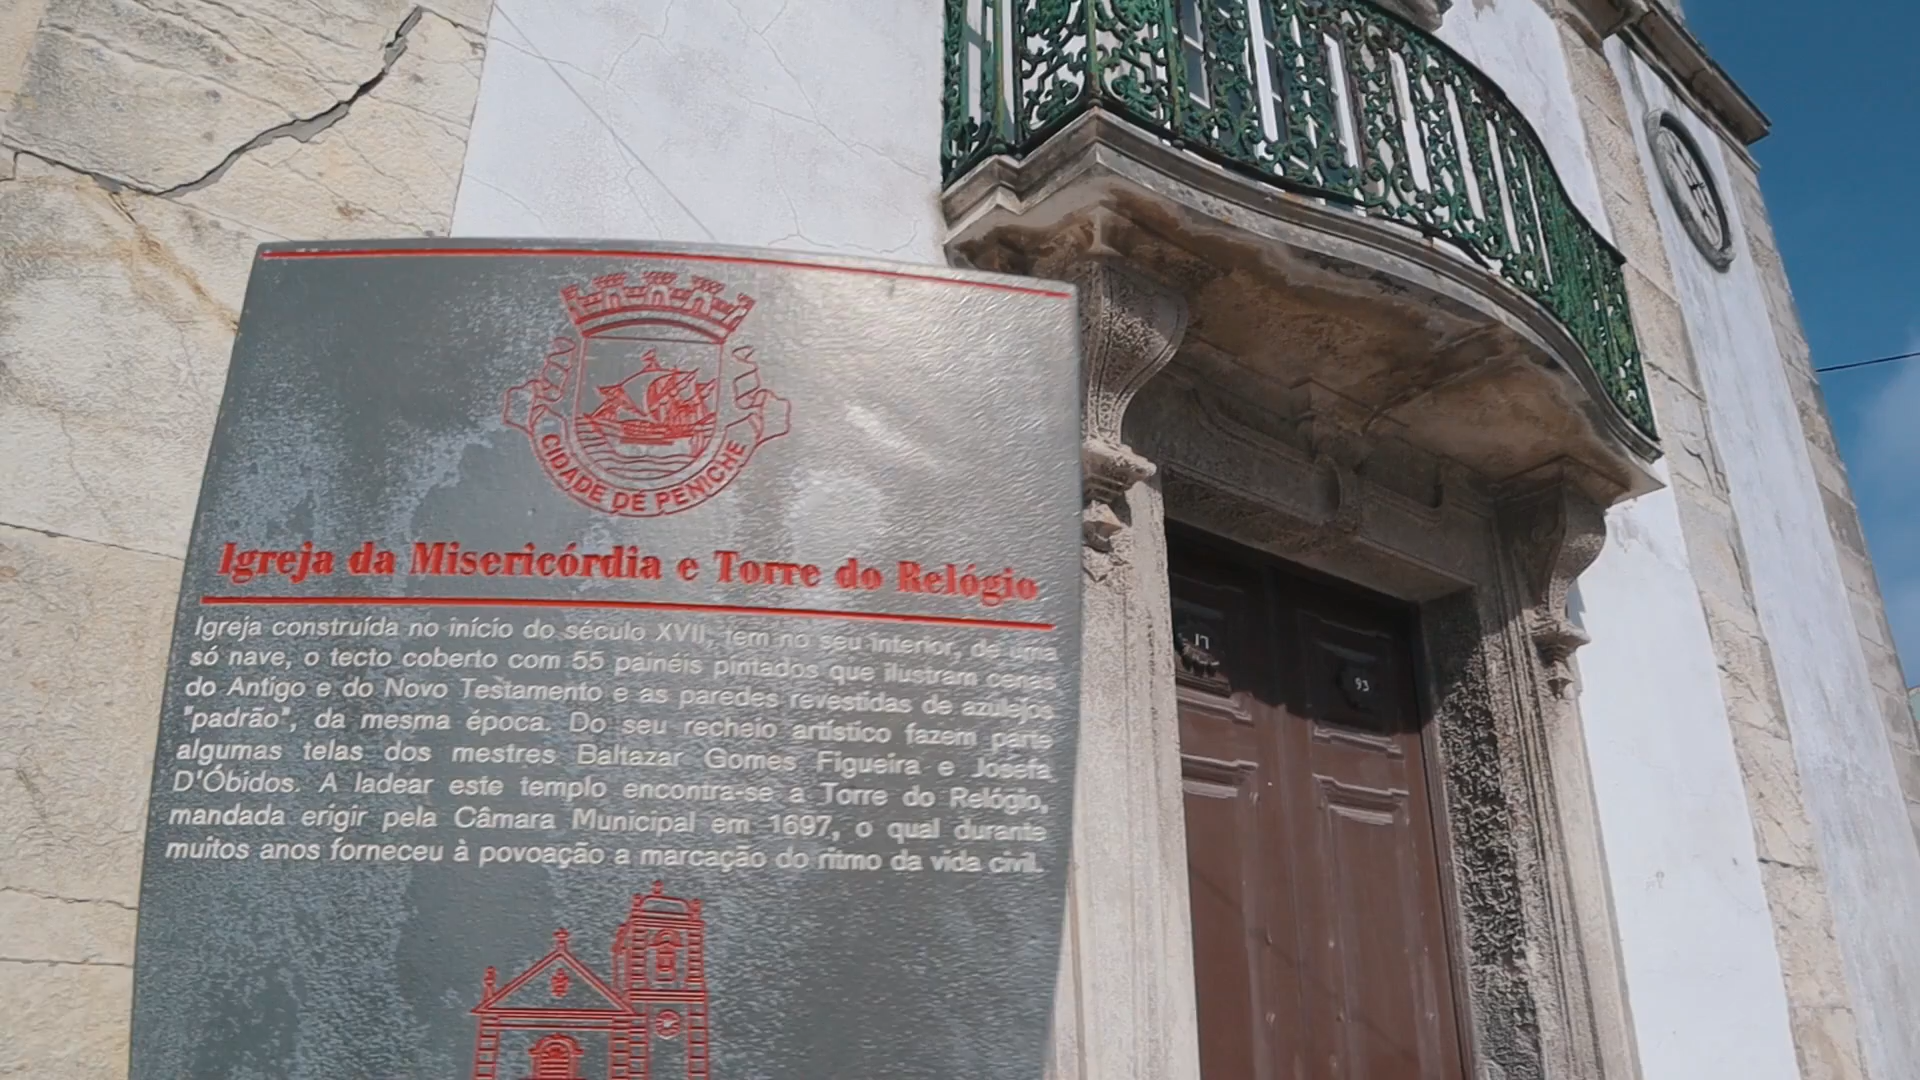 CIDADE DE PENICHE
Igreja da Misericórdia e Torre do Relógio
Igreja construída no início do século XVII, tem no seu interior, de uma
só nave, o tecto coberto com 55 painéis pintados que ilustram cenas
do Antigo e do Novo Testamento e as paredes revestidas de azulejos
"padrão", da mesma época. Do seu recheio artístico fazem parte
algumas telas dos mestres Baltazar Gomes Figueira e Josefa
D'Óbidos. A ladear este templo encontra-se a Torre do Relógio,
mandada erigir pela Câmara Municipal em 1697, o qual durante
muitos anos forneceu à povoação a marcação do ritmo da vida civil.
17
93